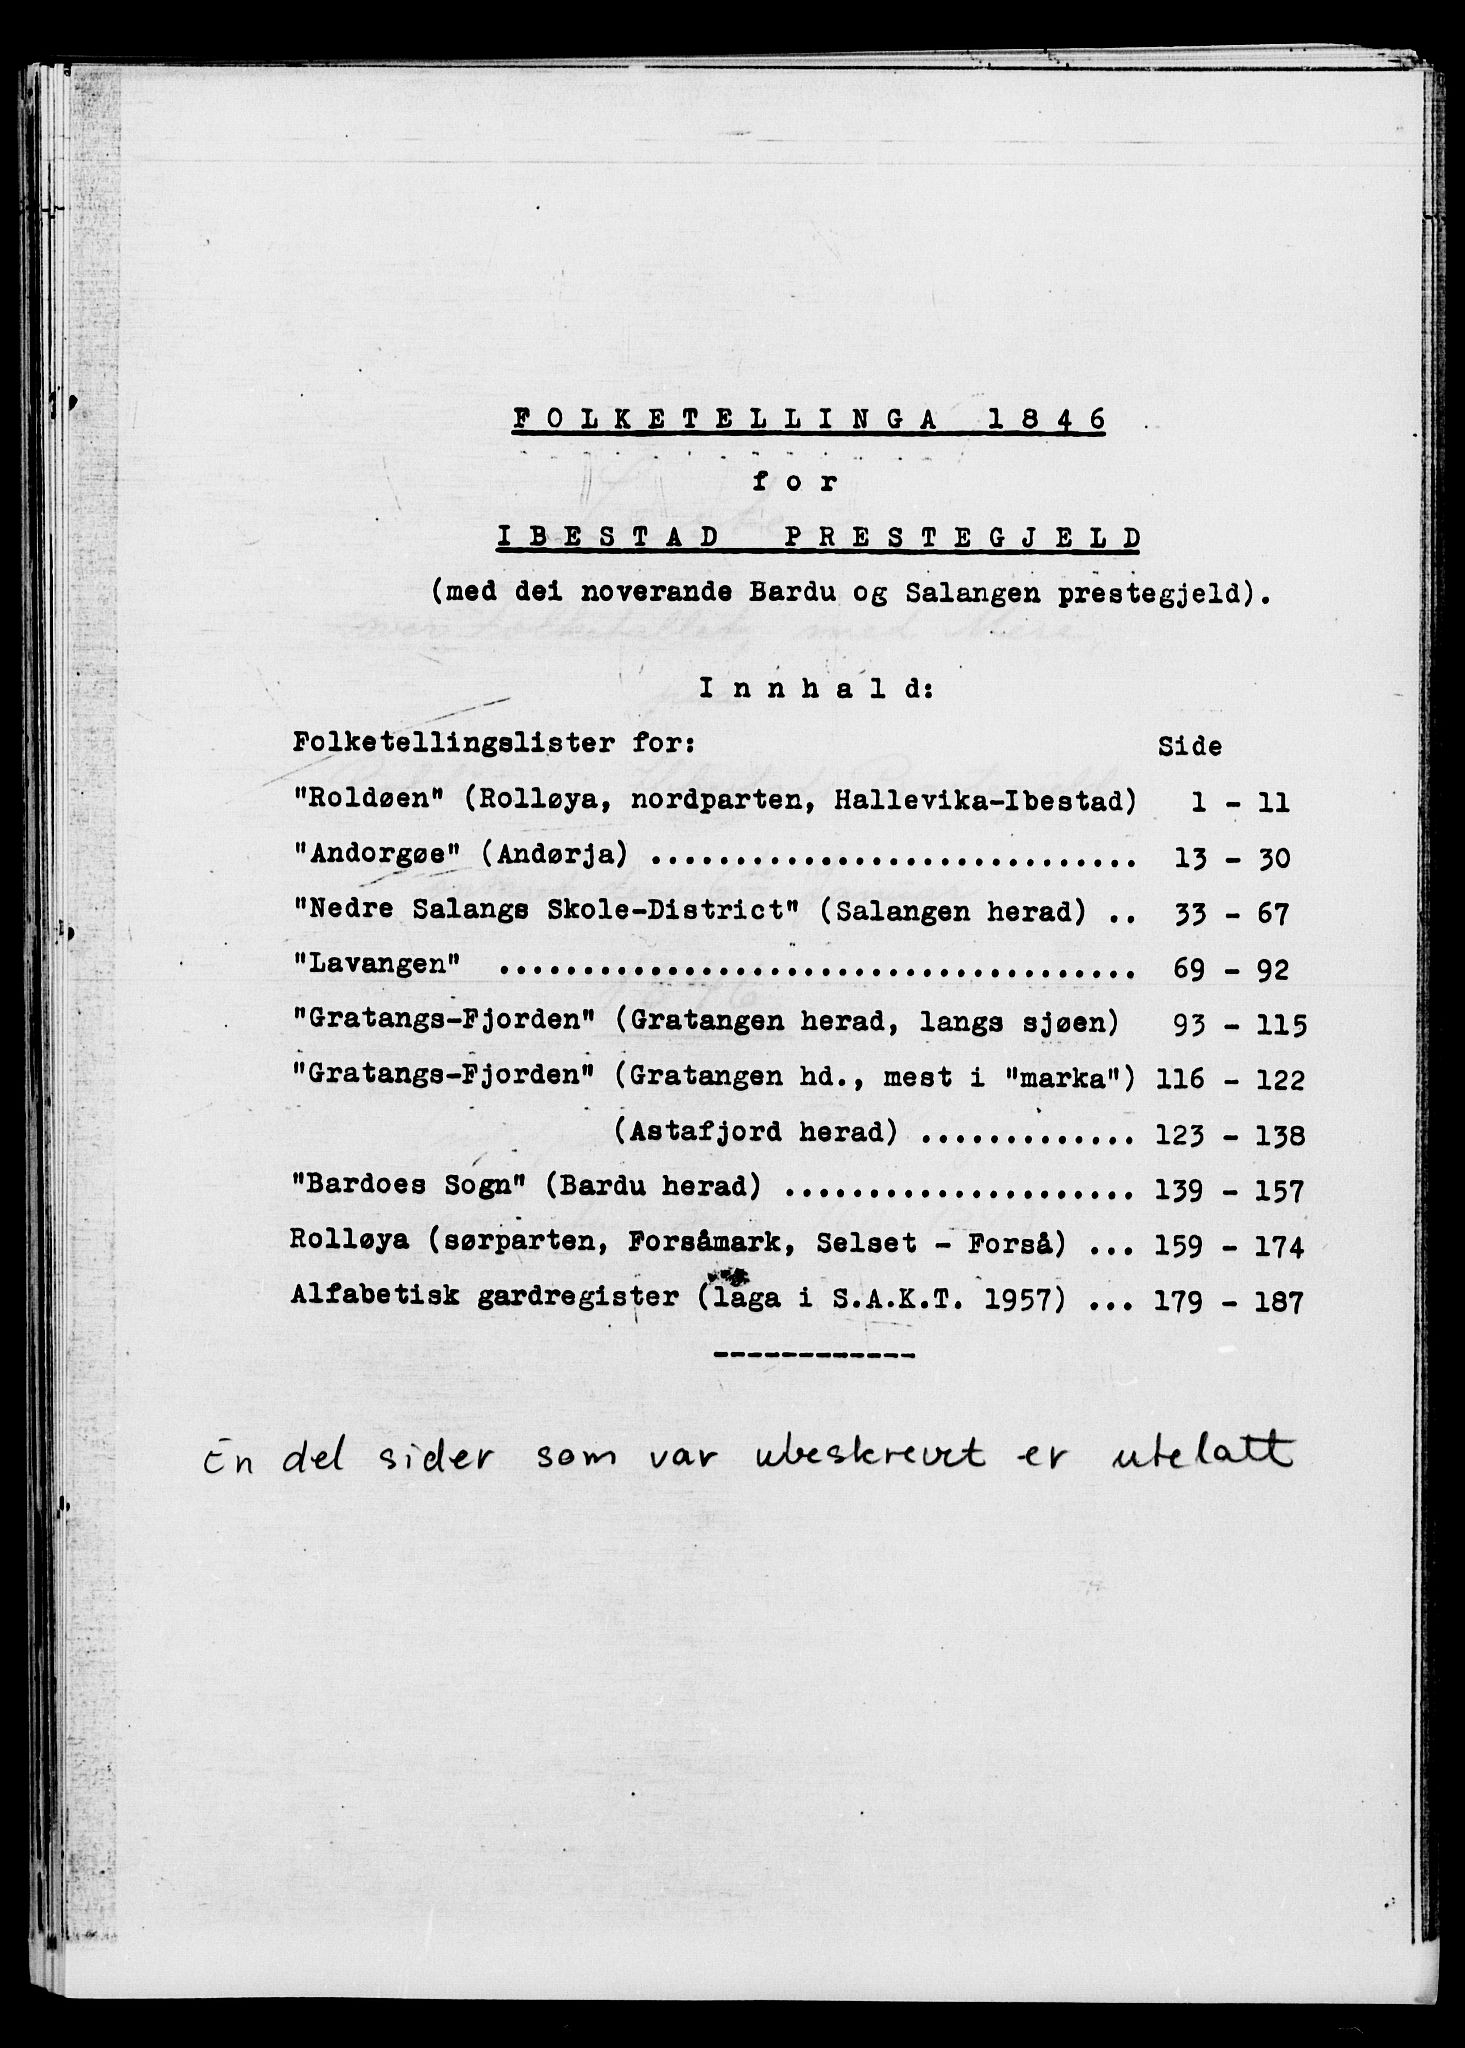 FOLKETELLINGA 1846
for
IBESTAD PRESTEGJELD
(med dei noverande Bardu og Salangen prestegjeld).
Innhald:
Folketellingslister for: Side
"Roldøen" (Rolløya, nordparten, Hallevika-Ibestad) 1 - 11
"Andorgøe" (Andørja) ............................. 13 - 30
"Nedre Salangs Skole-District" (Salangen herad) .. 33 - 67
"Lavangen" ...................................... 69 - 92
"Gratangs-Fjorden" (Gratangen herad, langs sjøen) 93 - 115
"Gratangs-Fjorden" (Gratangen hd., mest i "marka") 116 - 122
(Astafjord herad) ............. 123 - 138
"Bardoes Sogn" (Bardu herad) ..................... 139 - 157
Rolløya (sørparten, Forsåmark, Selset - Forså) ... 159 - 174
Alfabetisk gardregister (laga i S.A.K.T. 1957) ... 179 - 187
------------
En del sider som var ubeskrevet er utelatt